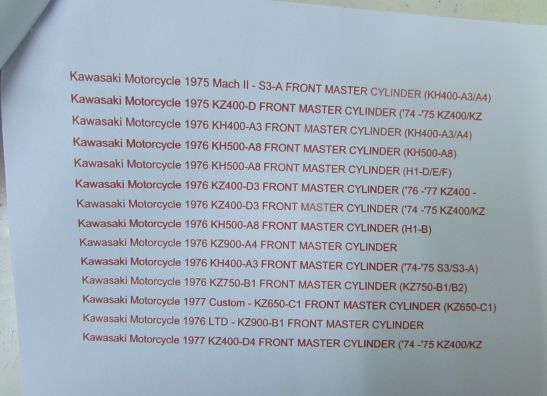 Kawasaki Motorcycle 1975 Mach II - S3-A FRONT MASTER CYLINDER (KH400-A3/A4)
Kawasaki Motorcycle 1975 KZ400-D FRONT MASTER CYLINDER ('74 -'75 KZ400/KZ
Kawasaki Motorcycle 1976 KH400-A3 FRONT MASTER CYLINDER (KH400-A3/A4)
Kawasaki Motorcycle 1976 KH500-A8 FRONT MASTER CYLINDER (KH500-A8)
Kawasaki Motorcycle 1976 KH500-A8 FRONT MASTER CYLINDER (H1-D/E/F)
Kawasaki Motorcycle 1976 KZ400-D3 FRONT MASTER CYLINDER ('76 -'77 KZ400 -
Kawasaki Motorcycle 1976 KZ400-D3 FRONT MASTER CYLINDER ('74 -'75 KZ400/KZ
Kawasaki Motorcycle 1976 KH500-A8 FRONT MASTER CYLINDER (H1-B)
Kawasaki Motorcycle 1976 KZ900-A4 FRONT MASTER CYLINDER
Kawasaki Motorcycle 1976 KH400-A3 FRONT MASTER CYLINDER ('74-'75 S3/S3-A)
Kawasaki Motorcycle 1976 KZ750-B1 FRONT MASTER CYLINDER (KZ750-B1/B2)
Kawasaki Motorcycle 1977 Custom - KZ650-C1 FRONT MASTER CYLINDER (KZ650-C1)
Kawasaki Motorcycle 1976 LTD - KZ900-B1 FRONT MASTER CYLINDER
Kawasaki Motorcycle 1977 KZ400-D4 FRONT MASTER CYLINDER ('74 -'75 KZ400/KZ